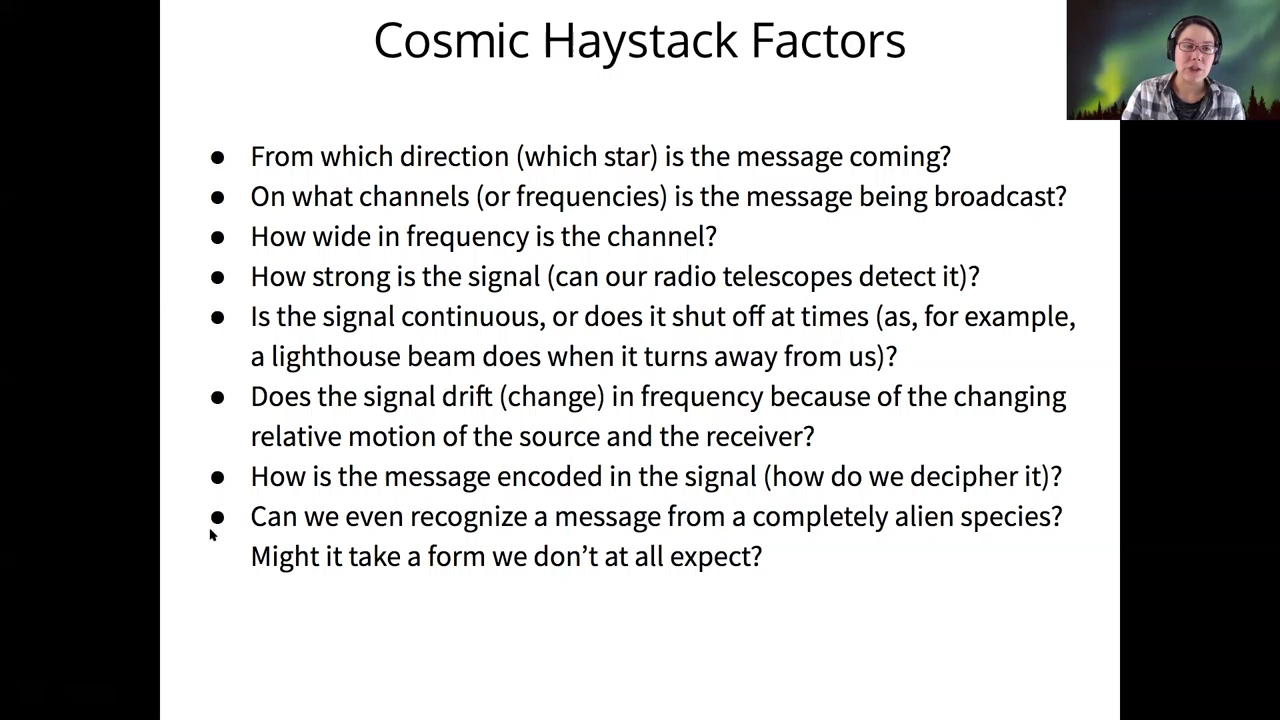 Cosmic Haystack Factors
● From which direction (which star) is the message coming?
● On what channels (or frequencies) is the message being broadcast?
● How wide in frequency is the channel?
● How strong is the signal (can our radio telescopes detect it)?
● Is the signal continuous, or does it shut off at times (as, for example,
a lighthouse beam does when it turns away from us)?
● Does the signal drift (change) in frequency because of the changing
relative motion of the source and the receiver?
● How is the message encoded in the signal (how do we decipher it)?
● Can we even recognize a message from a completely alien species?
Might it take a form we don’t at all expect?